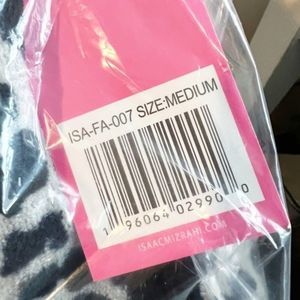 ISA-FA-007 SIZE:MEDIUM
1 96064 02990 0
ISAACMIZRAHI.COM